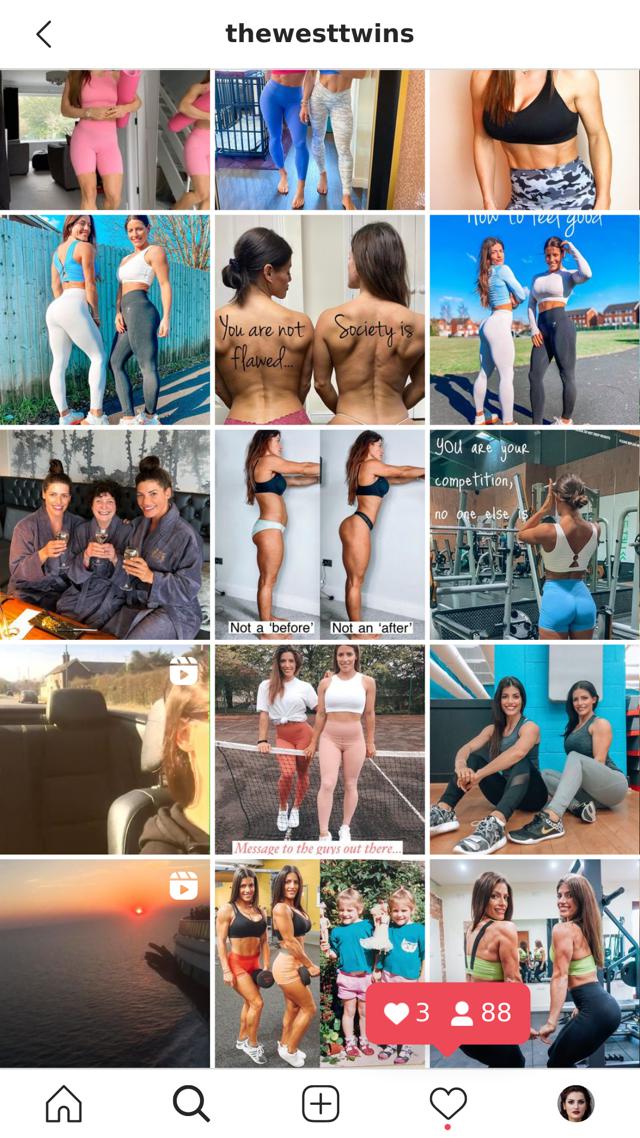 thewesttwins
How to feel good
You are not
flawed...
Society is
YOU ARE your
competition,
no one else is
Not a 'before'
Not an 'after'
Message to the guys out there...
3
88